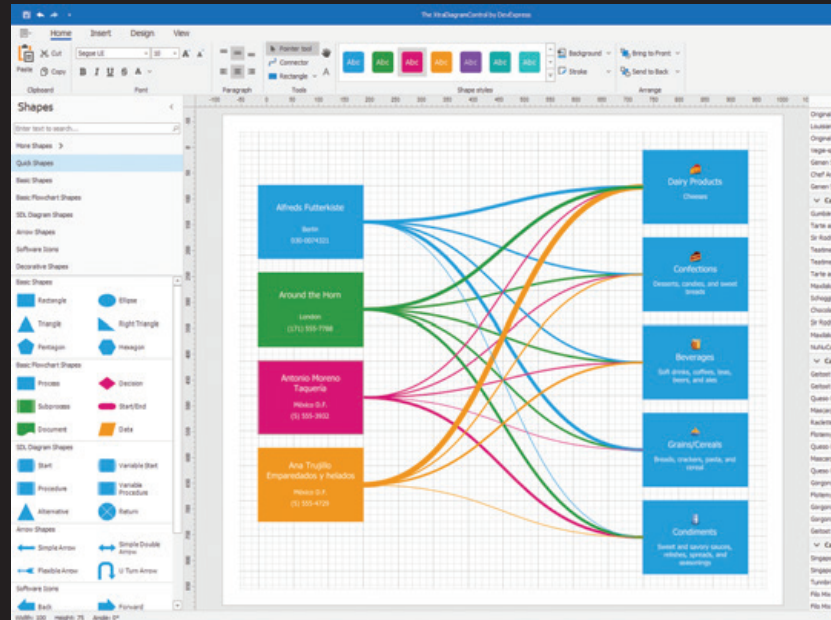 The XtraDiagramControl by DevExpress
Home Insert Design View
Paste
Cut
Copy
Clipboard
Segoe UI 10
B I U S A
Font
Paragraph
Pointer tool
Connector
Rectangle
A
Tools
Abc Abc Abc Abc Abc Abc Abc
Shape styles
Background
Stroke
Bring to Front
Send to Back
Arrange
Shapes
Enter text to search...
More Shapes
Quick Shapes
Basic Shapes
Basic Flowchart Shapes
SDL Diagram Shapes
Arrow Shapes
Software Icons
Decorative Shapes
Basic Shapes
Rectangle Ellipse
Triangle Right Triangle
Pentagon Hexagon
Basic Flowchart Shapes
Process Decision
Subprocess Start/End
Document Data
SDL Diagram Shapes
Start Variable Start
Procedure Variable
Procedure
Alternative Return
Arrow Shapes
Simple Arrow Simple Double
Arrow
Flexible Arrow U Turn Arrow
Software Icons
Back Forward
Width: 100 Height: 75 Angle: 0°
Alfreds Futterkiste
Berlin
030-0074321
Around the Horn
London
(171) 555-7788
Antonio Moreno
Taquería
México D.F.
(5) 555-3932
Ana Trujillo
Emparedados y helados
México D.F.
(5) 555-4729
Dairy Products
Cheeses
Confections
Desserts, candies, and sweet
breads
Beverages
Soft drinks, coffees, teas,
beers, and ales
Grains/Cereals
Breads, crackers, pasta, and
cereal
Condiments
Sweet and savory sauces,
relishes, spreads, and
seasonings